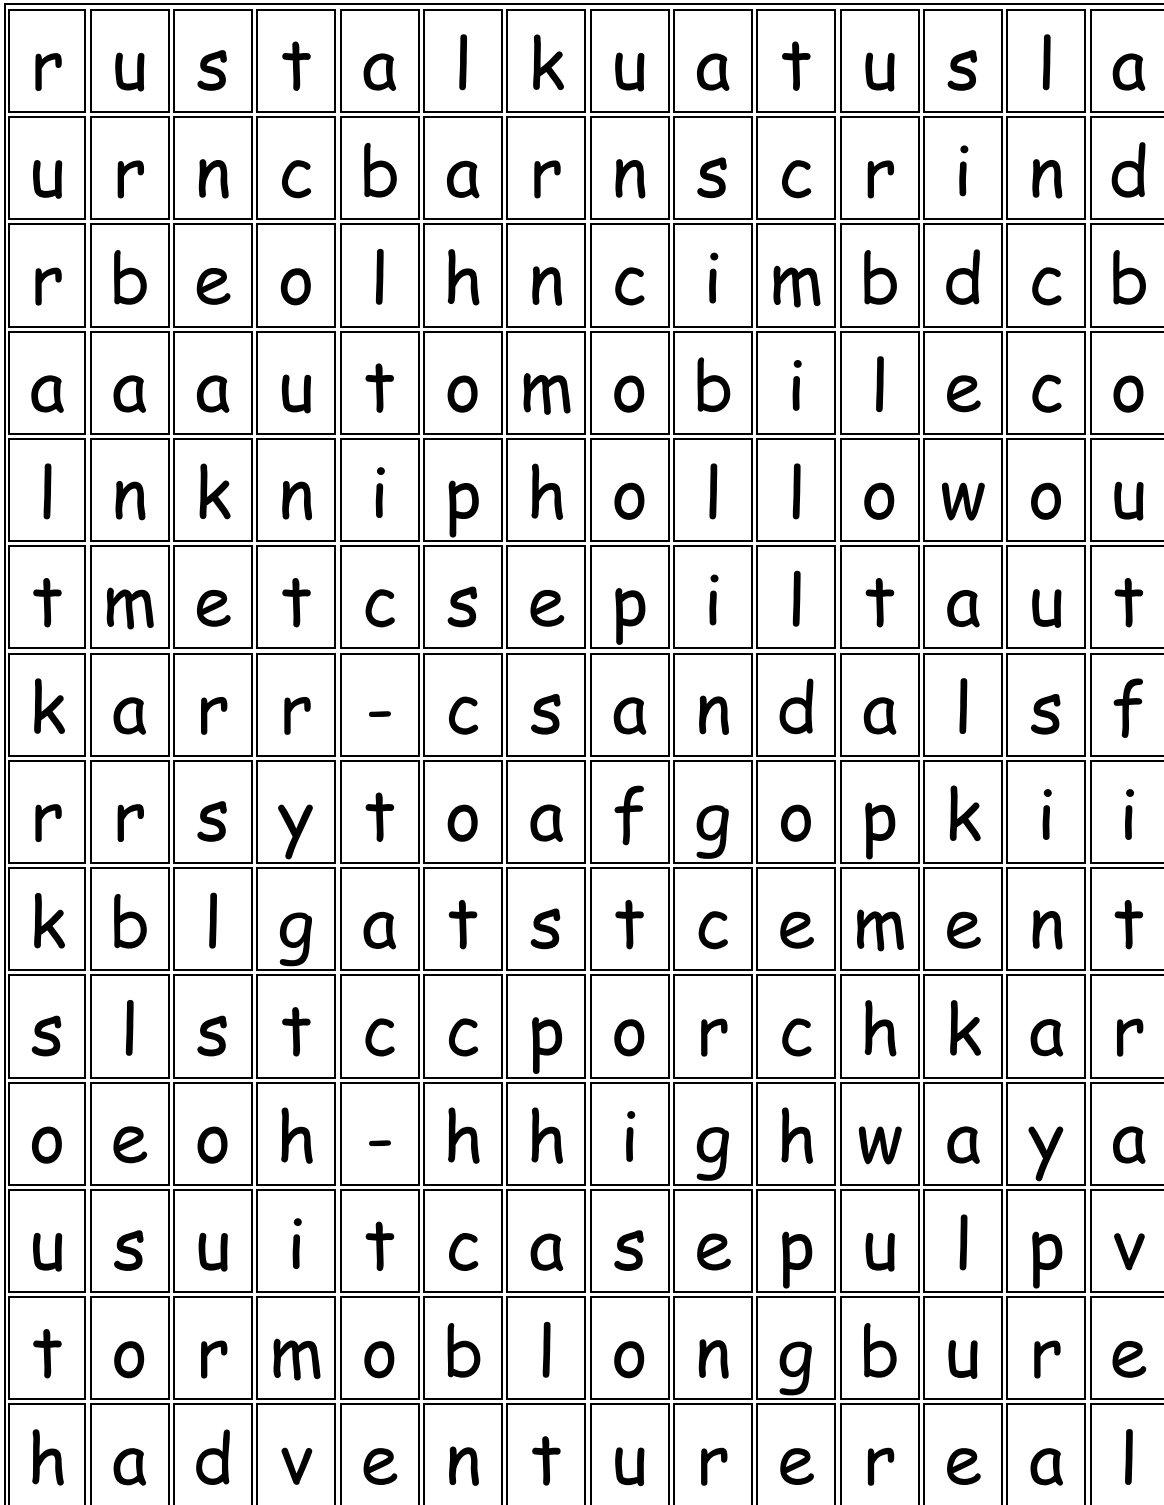 r u s t a l k u a t u s l a
u r n c b a r n s c r i n d
r b e o l h n c i m b d c b
a a a u t o m o b i l e c o
l n k n i p h o l l o w o u
t m e t c s e p i l t a u t
k a r r - c s a n d a l s f
r r s y t o a f g o p k i i
k b l g a t s t c e m e n t
s l s t c c p o r c h k a r
o e o h - h h i g h w a y a
u s u i t c a s e p u l p v
t o r m o b l o n g b u r e
h a d v e n t u r e r e a l